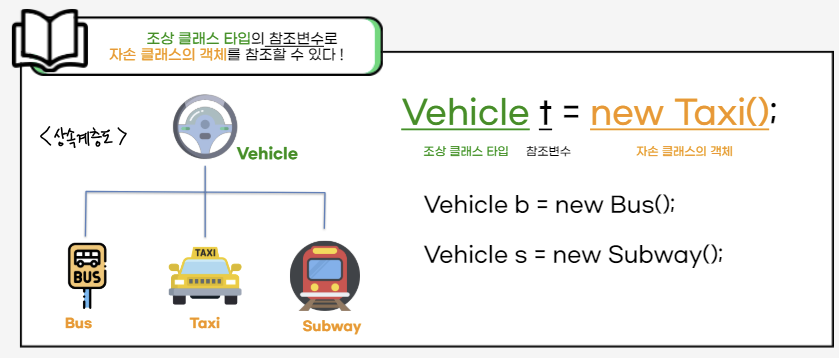 조상 클래스 타입의 참조변수로
자손 클래스의 객체를 참조할 수 있다 !
<상속계층도>
Vehicle
BUS
TAXI
Bus
Taxi
Subway
Vehicle t = new Taxi();
조상 클래스 타입 참조변수 자손 클래스의 객체
Vehicle b = new Bus();
Vehicle s = new Subway();